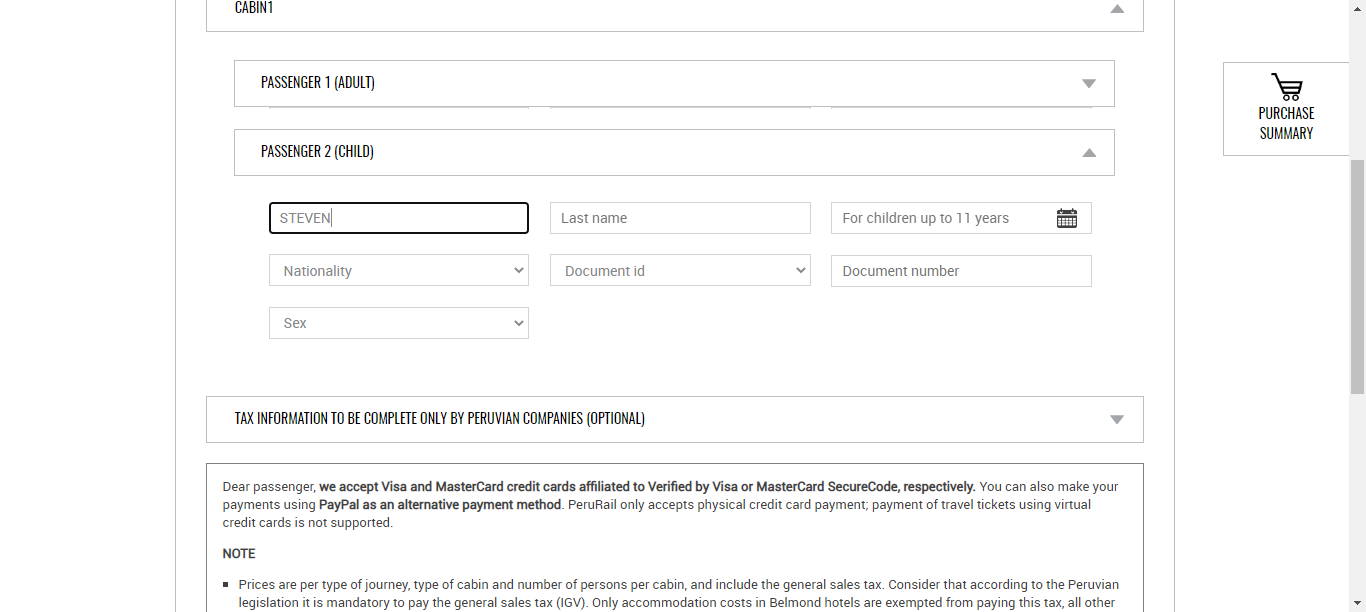 CABIN1
PASSENGER 1 (ADULT)
PURCHASE
SUMMARY
PASSENGER 2 (CHILD)
STEVEN
Last name
For children up to 11 years
Nationality
Document id
Document number
Sex
TAX INFORMATION TO BE COMPLETE ONLY BY PERUVIAN COMPANIES (OPTIONAL)
Dear passenger, we accept Visa and MasterCard credit cards affiliated to Verified by Visa or MasterCard SecureCode, respectively. You can also make your
payments using PayPal as an alternative payment method. PeruRail only accepts physical credit card payment; payment of travel tickets using virtual
credit cards is not supported.
NOTE
Prices are per type of journey, type of cabin and number of persons per cabin, and include the general sales tax. Consider that according to the Peruvian
legislation it is mandatory to pay the general sales tax (IGV). Only accommodation costs in Belmond hotels are exempted from paying this tax, all other